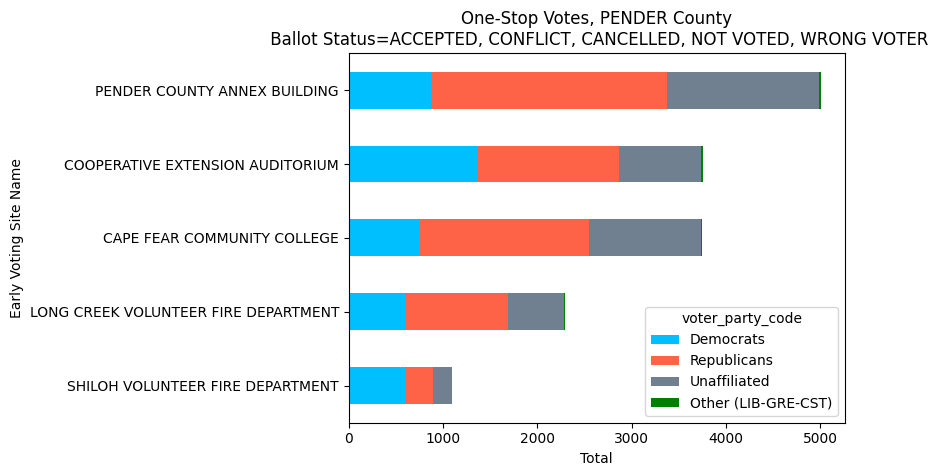 One-Stop Votes, PENDER County
Ballot Status=ACCEPTED, CONFLICT, CANCELLED, NOT VOTED, WRONG VOTER
Early Voting Site Name
PENDER COUNTY ANNEX BUILDING
COOPERATIVE EXTENSION AUDITORIUM
CAPE FEAR COMMUNITY COLLEGE
LONG CREEK VOLUNTEER FIRE DEPARTMENT
SHILOH VOLUNTEER FIRE DEPARTMENT
voter_party_code
Democrats
Republicans
Unaffiliated
Other (LIB-GRE-CST)
0 1000 2000 3000 4000 5000
Total